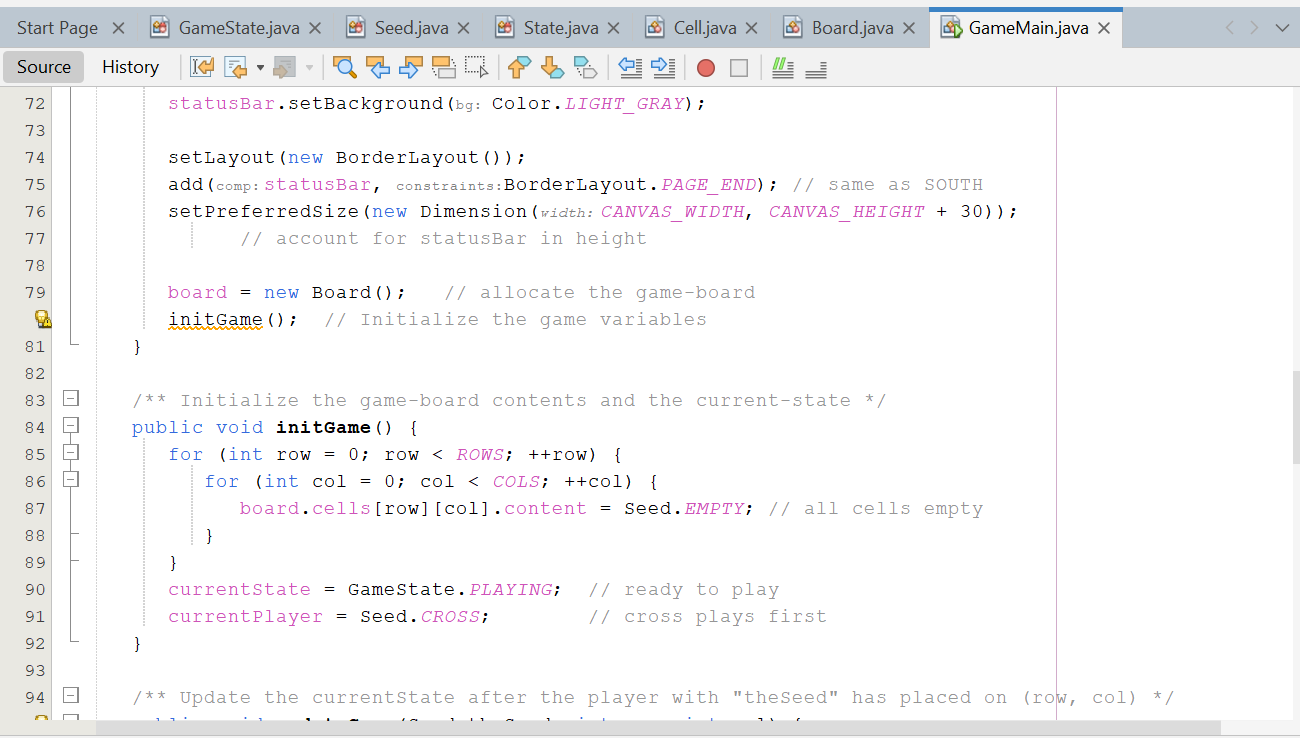 Start Page GameState.java Seed.java State.java Cell.java Board.java GameMain.java
Source History
72 statusBar.setBackground(bg: Color.LIGHT_GRAY);
73
74 setLayout(new BorderLayout());
75 add(comp: statusBar, constraints: BorderLayout.PAGE_END); // same as SOUTH
76 setPreferredSize(new Dimension(width: CANVAS_WIDTH, CANVAS_HEIGHT + 30));
77 // account for statusBar in height
78
79 board = new Board(); // allocate the game-board
initGame(); // Initialize the game variables
81 }
82
83 /** Initialize the game-board contents and the current-state */
84 public void initGame() {
85 for (int row = 0; row < ROWS; ++row) {
86 for (int col = 0; col < COLS; ++col) {
87 board.cells[row][col].content = Seed.EMPTY; // all cells empty
88 }
89 }
90 currentState = GameState.PLAYING; // ready to play
91 currentPlayer = Seed.CROSS; // cross plays first
92 }
93
94 /** Update the currentState after the player with "theSeed" has placed on (row, col) */